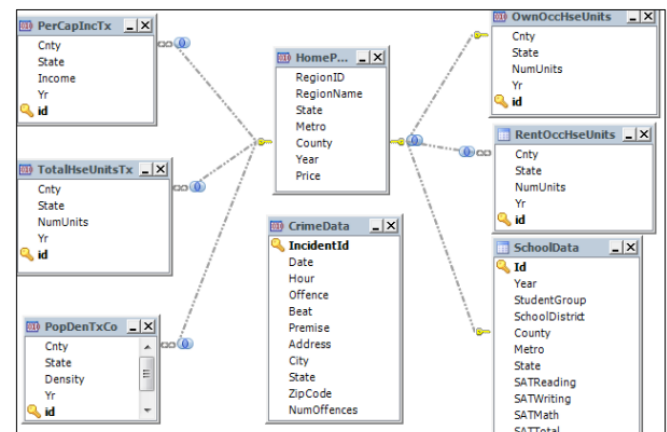 PerCapIncTx
Cnty
State
Income
Yr
id
TotalHseUnitsTx
Cnty
State
NumUnits
Yr
id
PopDenTxCo
Cnty
State
Density
Yr
id
HomeP...
RegionID
RegionName
State
Metro
County
Year
Price
CrimeData
IncidentId
Date
Hour
Offence
Beat
Premise
Address
City
State
ZipCode
NumOffences
OwnOccHseUnits
Cnty
State
NumUnits
Yr
id
RentOccHseUnits
Cnty
State
NumUnits
Yr
id
SchoolData
Id
Year
StudentGroup
SchoolDistrict
County
Metro
State
SATReading
SATWriting
SATMath
SATTotal